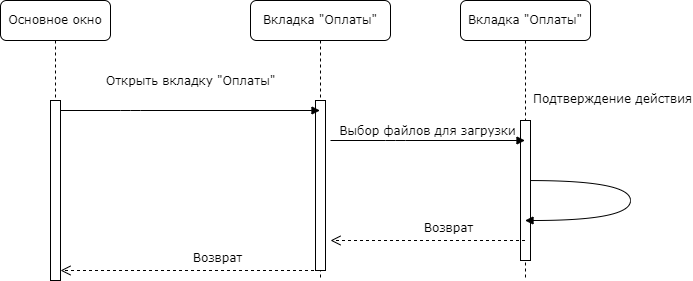 Основное окно
Вкладка "Оплаты"
Вкладка "Оплаты"
Открыть вкладку "Оплаты"
Подтверждение действия
Выбор файлов для загрузки
Возврат
Возврат